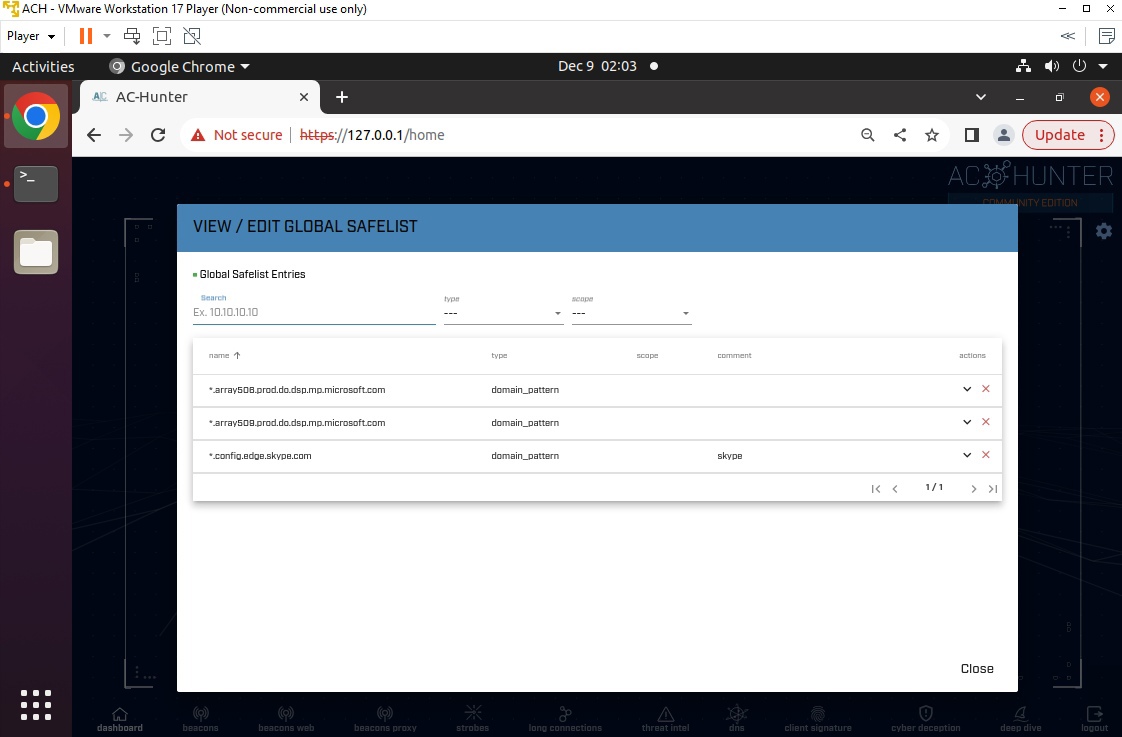 ACH - VMware Workstation 17 Player (Non-commercial use only)
Player
Activities
Google Chrome
Dec 9 02:03
AC-Hunter
Not secure
https://127.0.0.1/home
Update
AC HUNTER
COMMUNITY EDITION
VIEW / EDIT GLOBAL SAFELIST
Global Safelist Entries
Search
Ex. 10.10.10.10
type
---
scope
---
name type scope comment actions
*.array506.prod.do.dsp.mp.microsoft.com domain_pattern
*.array509.prod.do.dsp.mp.microsoft.com domain_pattern
*.config.edge.skype.com domain_pattern skype
1 / 1
Close
dashboard beacons beacons web beacons proxy strobes long connections threat intel dns client signature cyber deception deep dive logout